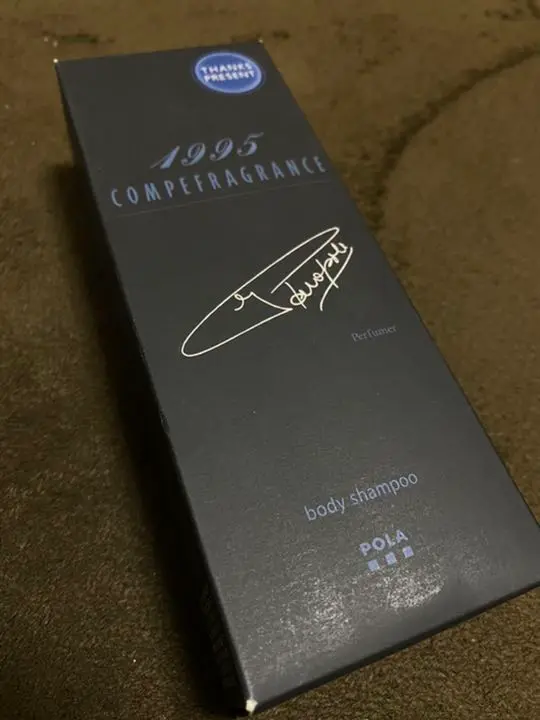 THANKS
PRESENT
1995
COMPEFRAGRANCE
Perfumer
body shampoo
POLA